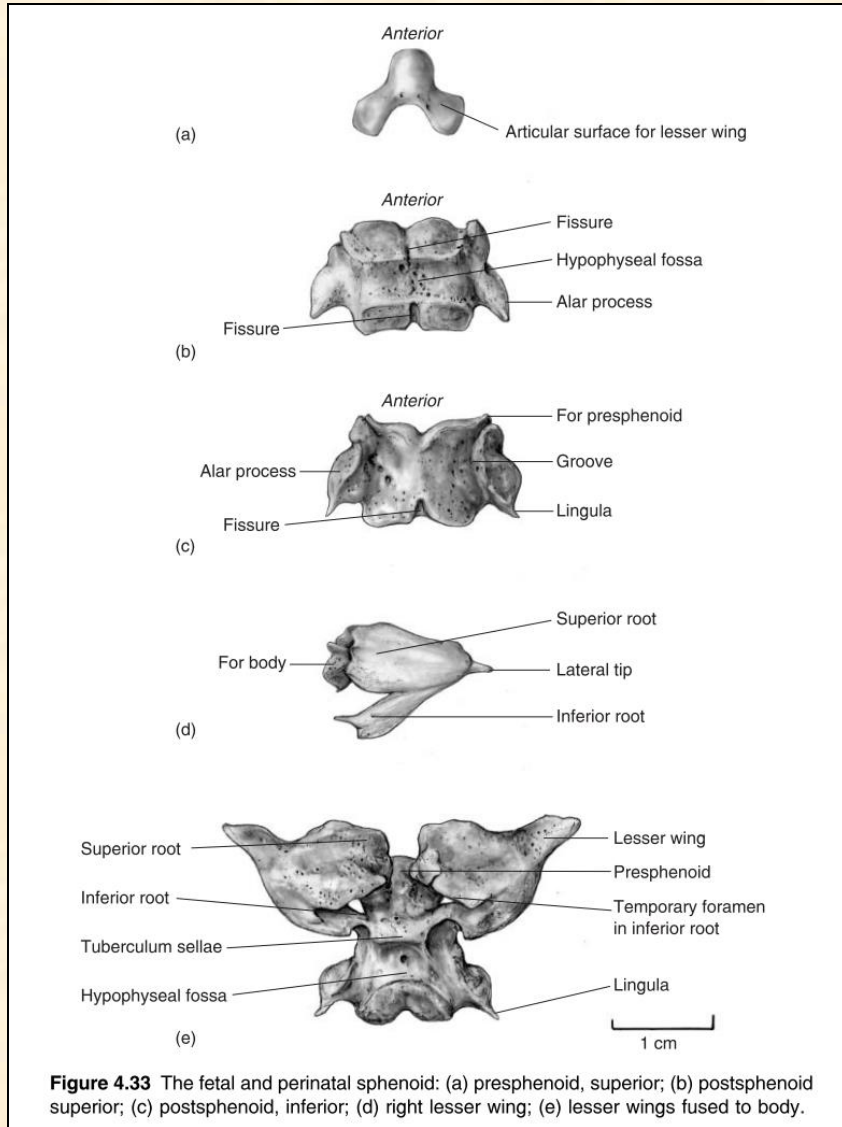 Anterior
Articular surface for lesser wing
(a)
Anterior
Fissure
Hypophyseal fossa
Alar process
Fissure
(b)
Anterior
For presphenoid
Alar process
Groove
Fissure
Lingula
(c)
Superior root
For body
Lateral tip
Inferior root
(d)
Superior root
Lesser wing
Presphenoid
Inferior root
Temporary foramen
in inferior root
Tuberculum sellae
Hypophyseal fossa
Lingula
(e)
1 cm
Figure 4.33 The fetal and perinatal sphenoid: (a) presphenoid, superior; (b) postsphenoid
superior; (c) postsphenoid, inferior; (d) right lesser wing; (e) lesser wings fused to body.